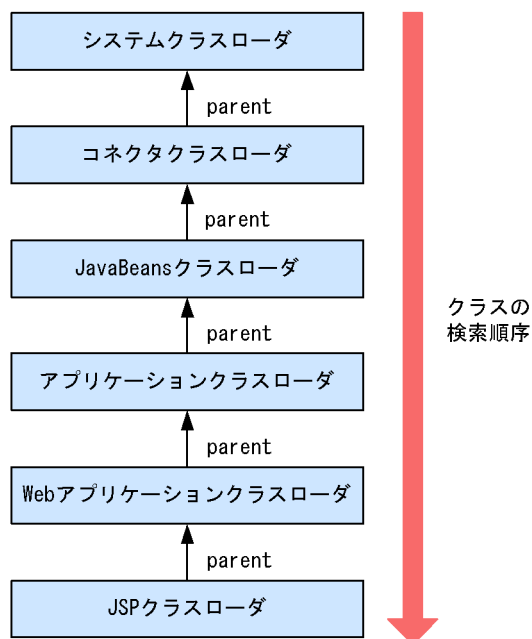 システムクラスローダ
parent
コネクタクラスローダ
parent
JavaBeansクラスローダ
クラスの
検索順序
parent
アプリケーションクラスローダ
parent
Webアプリケーションクラスローダ
parent
JSPクラスローダ